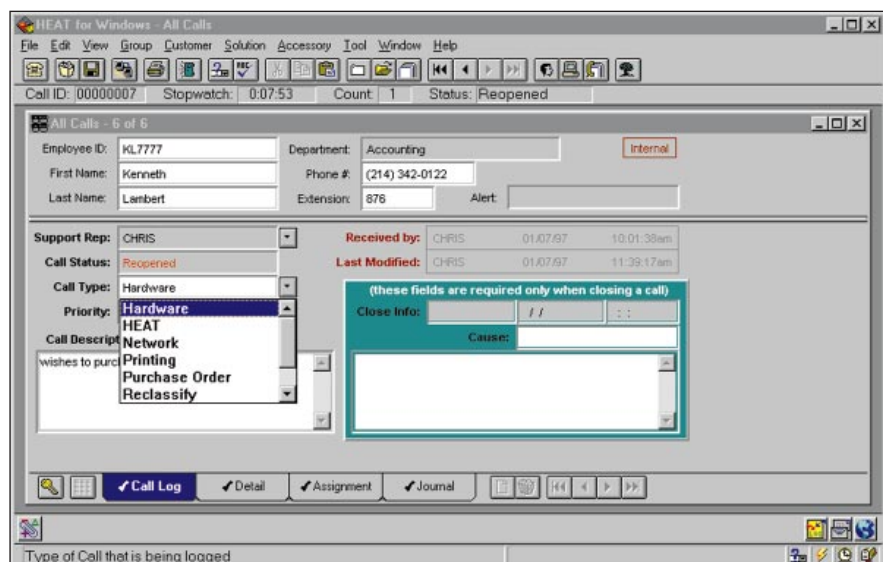 HEAT for Windows - All Calls
File Edit View Group Customer Solution Accessory Tool Window Help
Call ID: 00000007 Stopwatch: 0:07:53 Count: 1 Status: Reopened
All Calls - 6 of 6
Employee ID: KL7777 Department: Accounting Internal
First Name: Kenneth Phone #: (214) 342-0122
Last Name: Lambert Extension: 876 Alert:
Support Rep: CHRIS Received by: CHRIS 01/07/97 10:01:38am
Call Status: Reopened Last Modified: CHRIS 01/07/97 11:39:17am
Call Type: Hardware (these fields are required only when closing a call)
Priority: Hardware Close Info: / / : :
HEAT
Network Cause:
Call Descript
wishes to purc Printing
Purchase Order
Reclassify
Call Log Detail Assignment Journal
Type of Call that is being logged